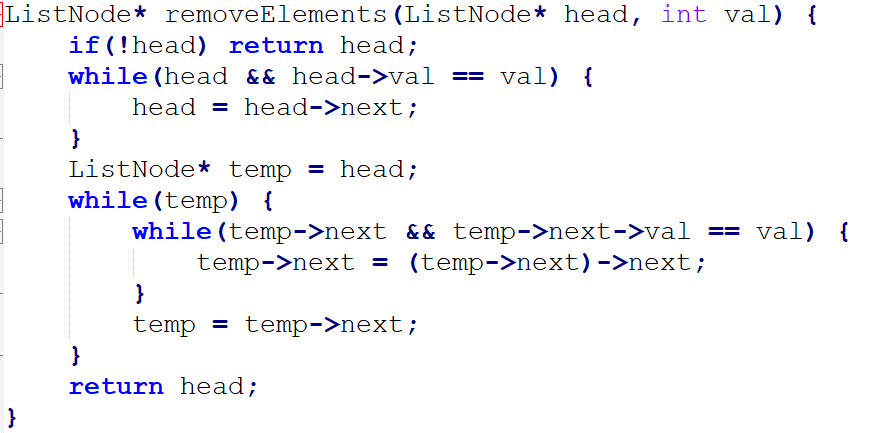 ListNode* removeElements(ListNode* head, int val) {
    if(!head) return head;
    while(head && head->val == val) {
        head = head->next;
    }
    ListNode* temp = head;
    while(temp) {
        while(temp->next && temp->next->val == val) {
            temp->next = (temp->next)->next;
        }
        temp = temp->next;
    }
    return head;
}